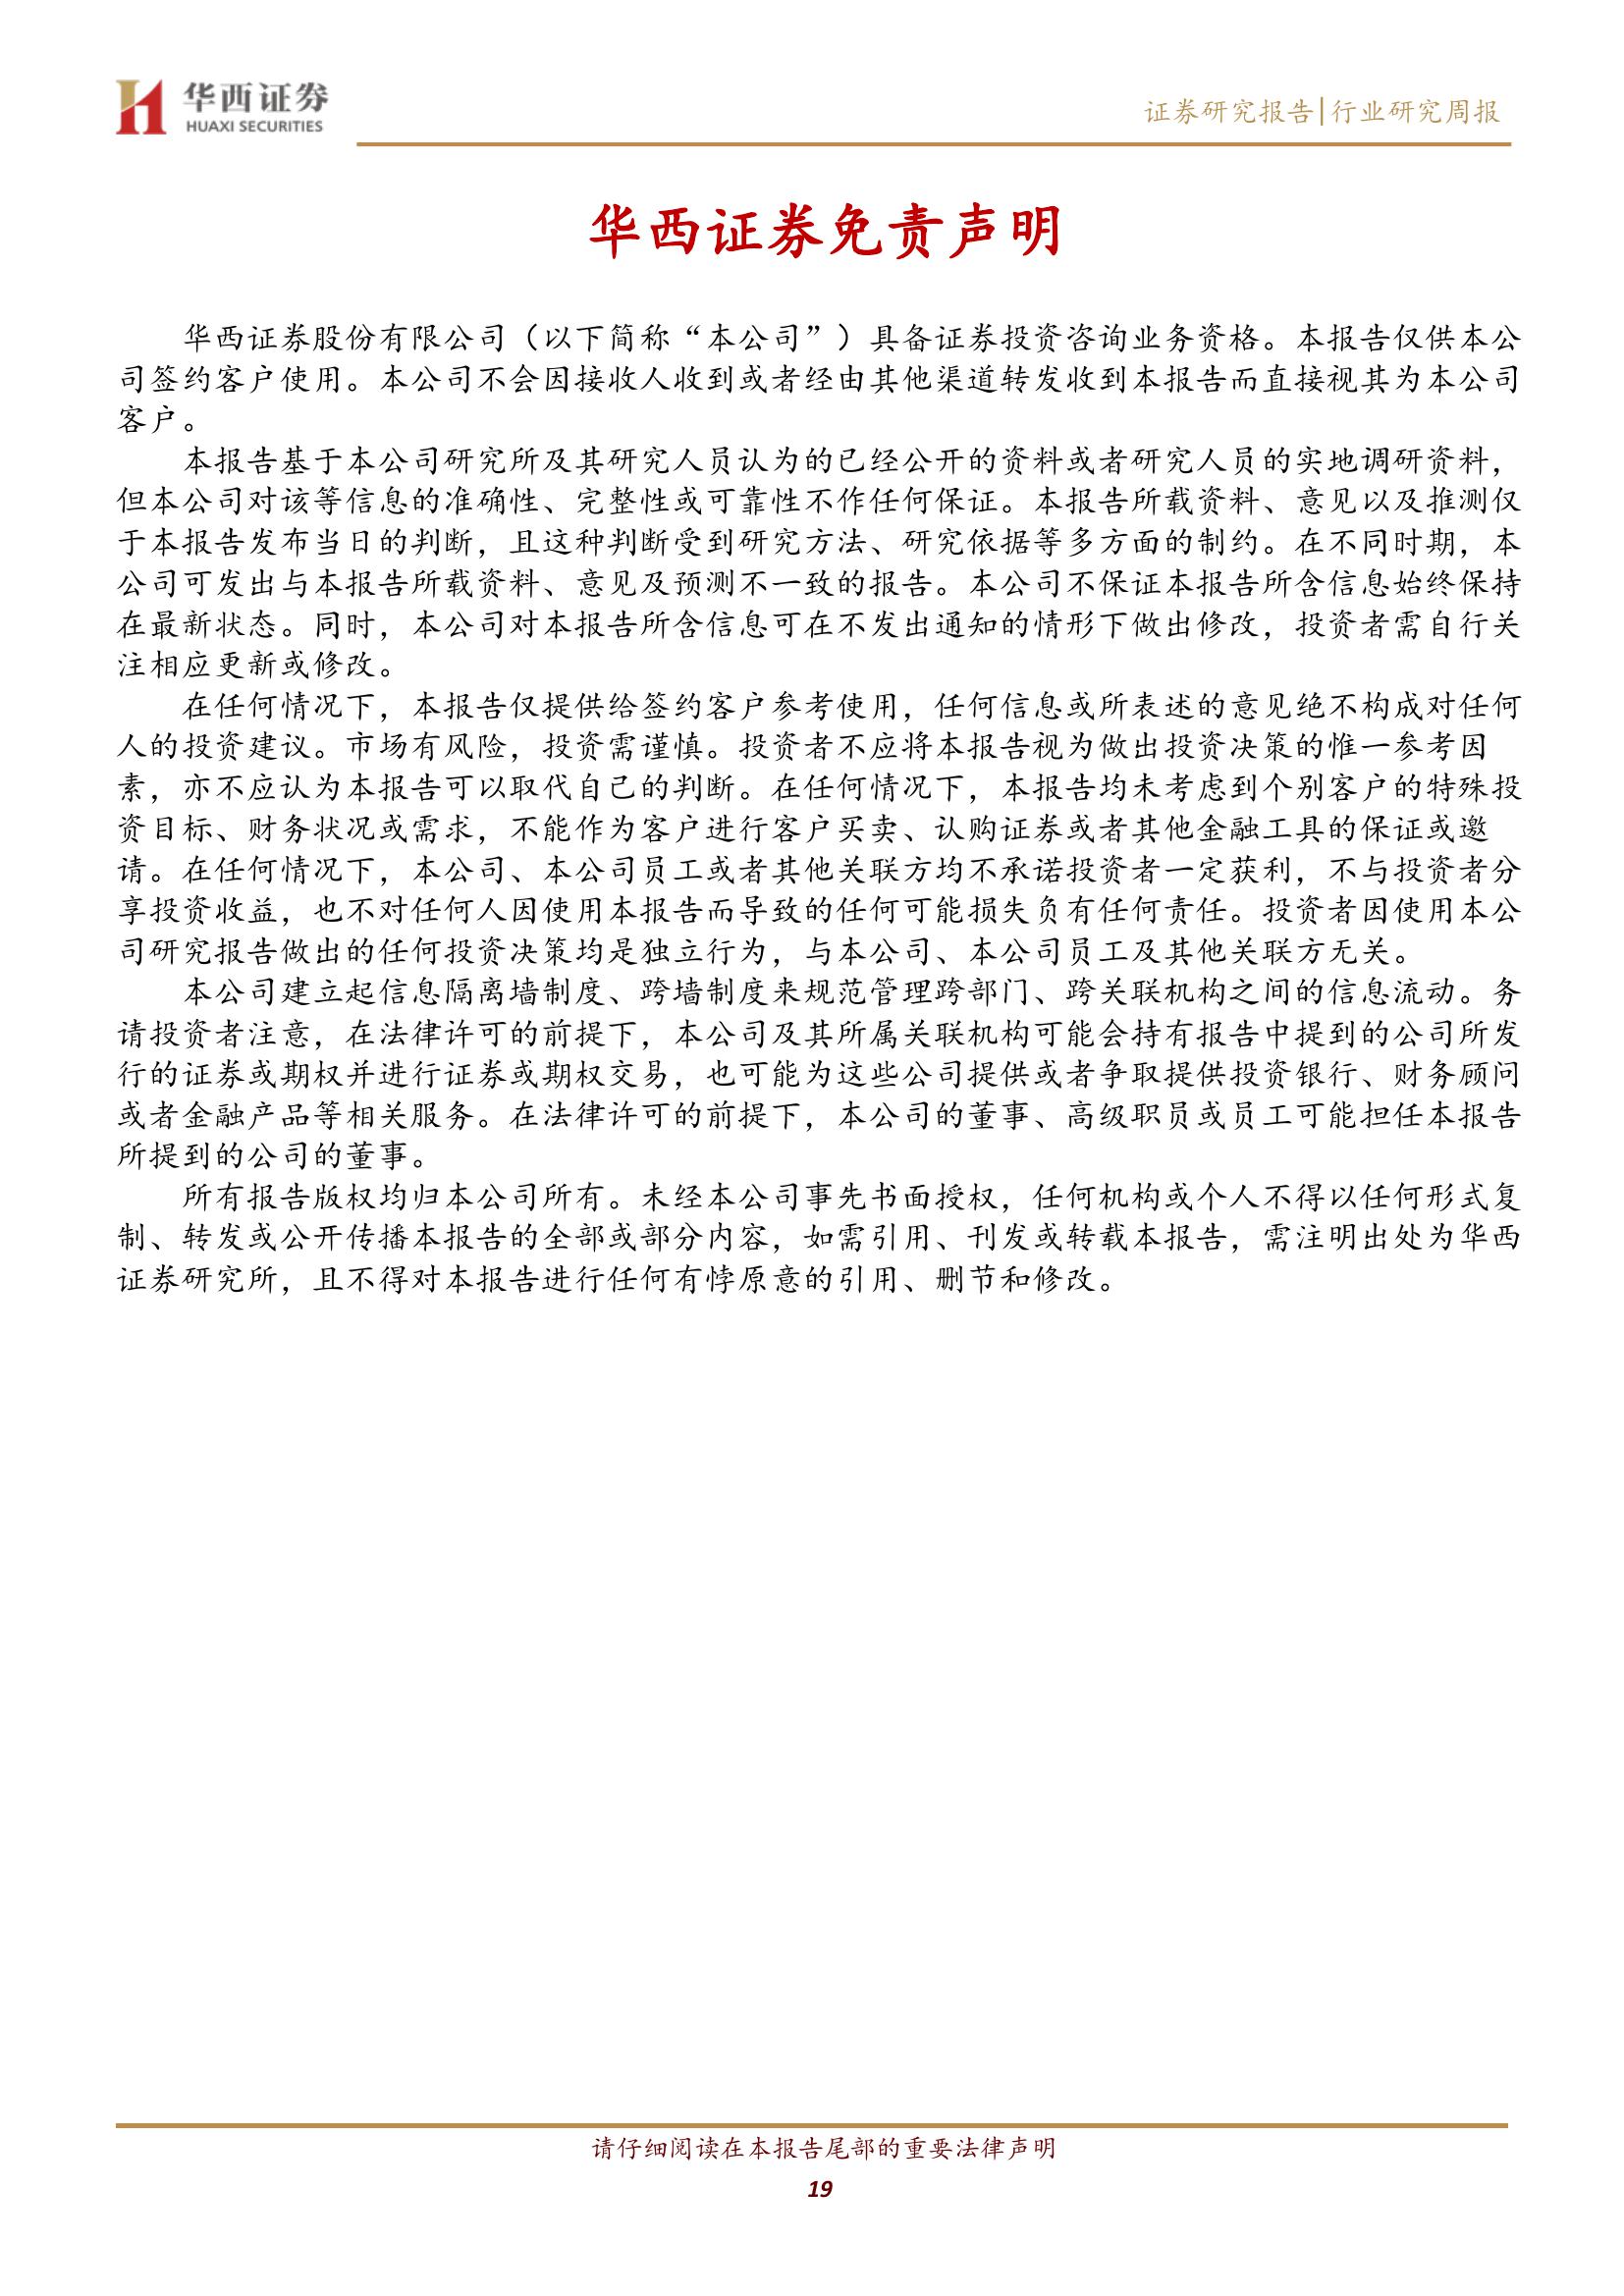 华西证券
HUAXI SECURITIES
证券研究报告|行业研究周报
华西证券免责声明
华西证券股份有限公司（以下简称“本公司”）具备证券投资咨询业务资格。本报告仅供本公
司签约客户使用。本公司不会因接收人收到或者经由其他渠道转发收到本报告而直接视其为本公司
客户。
本报告基于本公司研究所及其研究人员认为的已经公开的资料或者研究人员的实地调研资料，
但本公司对该等信息的准确性、完整性或可靠性不作任何保证。本报告所载资料、意见以及推测仅
于本报告发布当日的判断，且这种判断受到研究方法、研究依据等多方面的制约。在不同时期，本
公司可发出与本报告所载资料、意见及预测不一致的报告。本公司不保证本报告所含信息始终保持
在最新状态。同时，本公司对本报告所含信息可在不发出通知的情形下做出修改，投资者需自行关
注相应更新或修改。
在任何情况下，本报告仅提供给签约客户参考使用，任何信息或所表述的意见绝不构成对任何
人的投资建议。市场有风险，投资需谨慎。投资者不应将本报告视为做出投资决策的惟一参考因
素，亦不应认为本报告可以取代自己的判断。在任何情况下，本报告均未考虑到个别客户的特殊投
资目标、财务状况或需求，不能作为客户进行客户买卖、认购证券或者其他金融工具的保证或邀
请。在任何情况下，本公司、本公司员工或者其他关联方均不承诺投资者一定获利，不与投资者分
享投资收益，也不对任何人因使用本报告而导致的任何可能损失负有任何责任。投资者因使用本公
司研究报告做出的任何投资决策均是独立行为，与本公司、本公司员工及其他关联方无关。
本公司建立起信息隔离墙制度、跨墙制度来规范管理跨部门、跨关联机构之间的信息流动。务
请投资者注意，在法律许可的前提下，本公司及其所属关联机构可能会持有报告中提到的公司所发
行的证券或期权并进行证券或期权交易，也可能为这些公司提供或者争取提供投资银行、财务顾问
或者金融产品等相关服务。在法律许可的前提下，本公司的董事、高级职员或员工可能担任本报告
所提到的公司的董事。
所有报告版权均归本公司所有。未经本公司事先书面授权，任何机构或个人不得以任何形式复
制、转发或公开传播本报告的全部或部分内容，如需引用、刊发或转载本报告，需注明出处为华西
证券研究所，且不得对本报告进行任何有悖原意的引用、删节和修改。
请仔细阅读在本报告尾部的重要法律声明
19